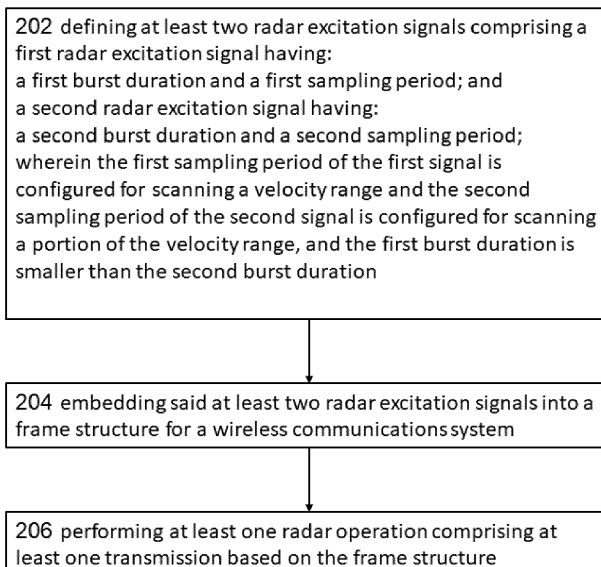 202 defining at least two radar excitation signals comprising a
first radar excitation signal having:
a first burst duration and a first sampling period; and
a second radar excitation signal having:
a second burst duration and a second sampling period;
wherein the first sampling period of the first signal is
configured for scanning a velocity range and the second
sampling period of the second signal is configured for scanning
a portion of the velocity range, and the first burst duration is
smaller than the second burst duration
204 embedding said at least two radar excitation signals into a
frame structure for a wireless communications system
206 performing at least one radar operation comprising at
least one transmission based on the frame structure